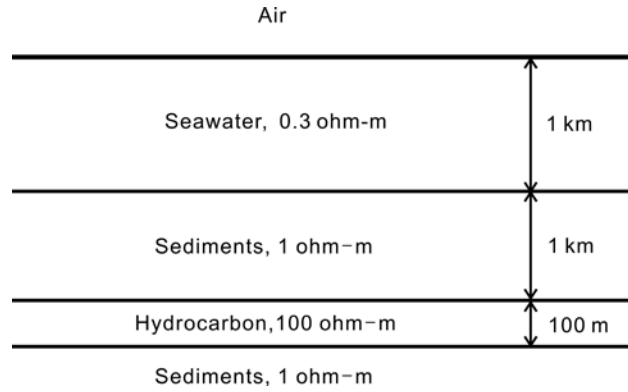 Air
Seawater, 0.3 ohm-m
1 km
Sediments, 1 ohm-m
1 km
Hydrocarbon,100 ohm-m
100 m
Sediments, 1 ohm-m